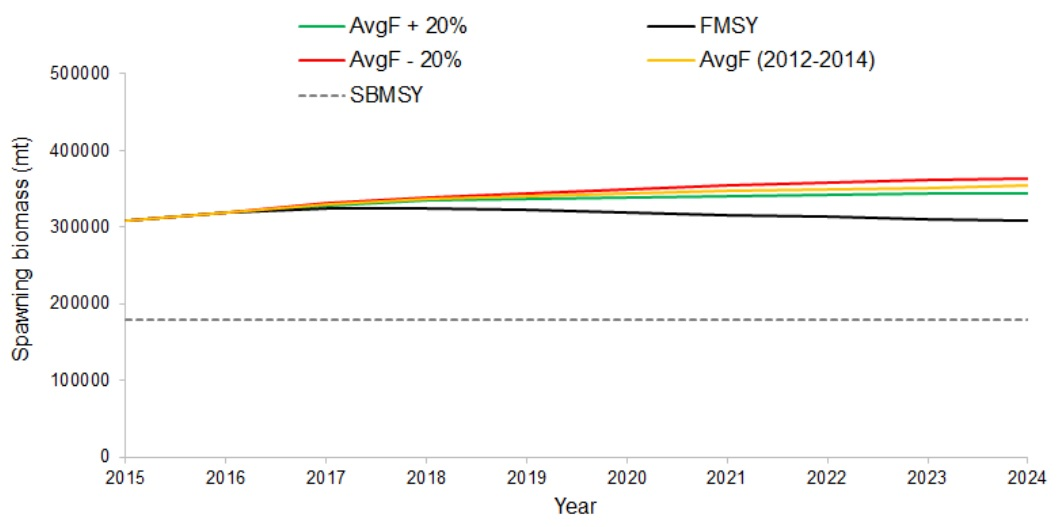 AvgF + 20%
FMSY
AvgF - 20%
AvgF (2012-2014)
SBMSY
Spawning biomass (mt)
500000
400000
300000
200000
100000
0
2015 2016 2017 2018 2019 2020 2021 2022 2023 2024
Year